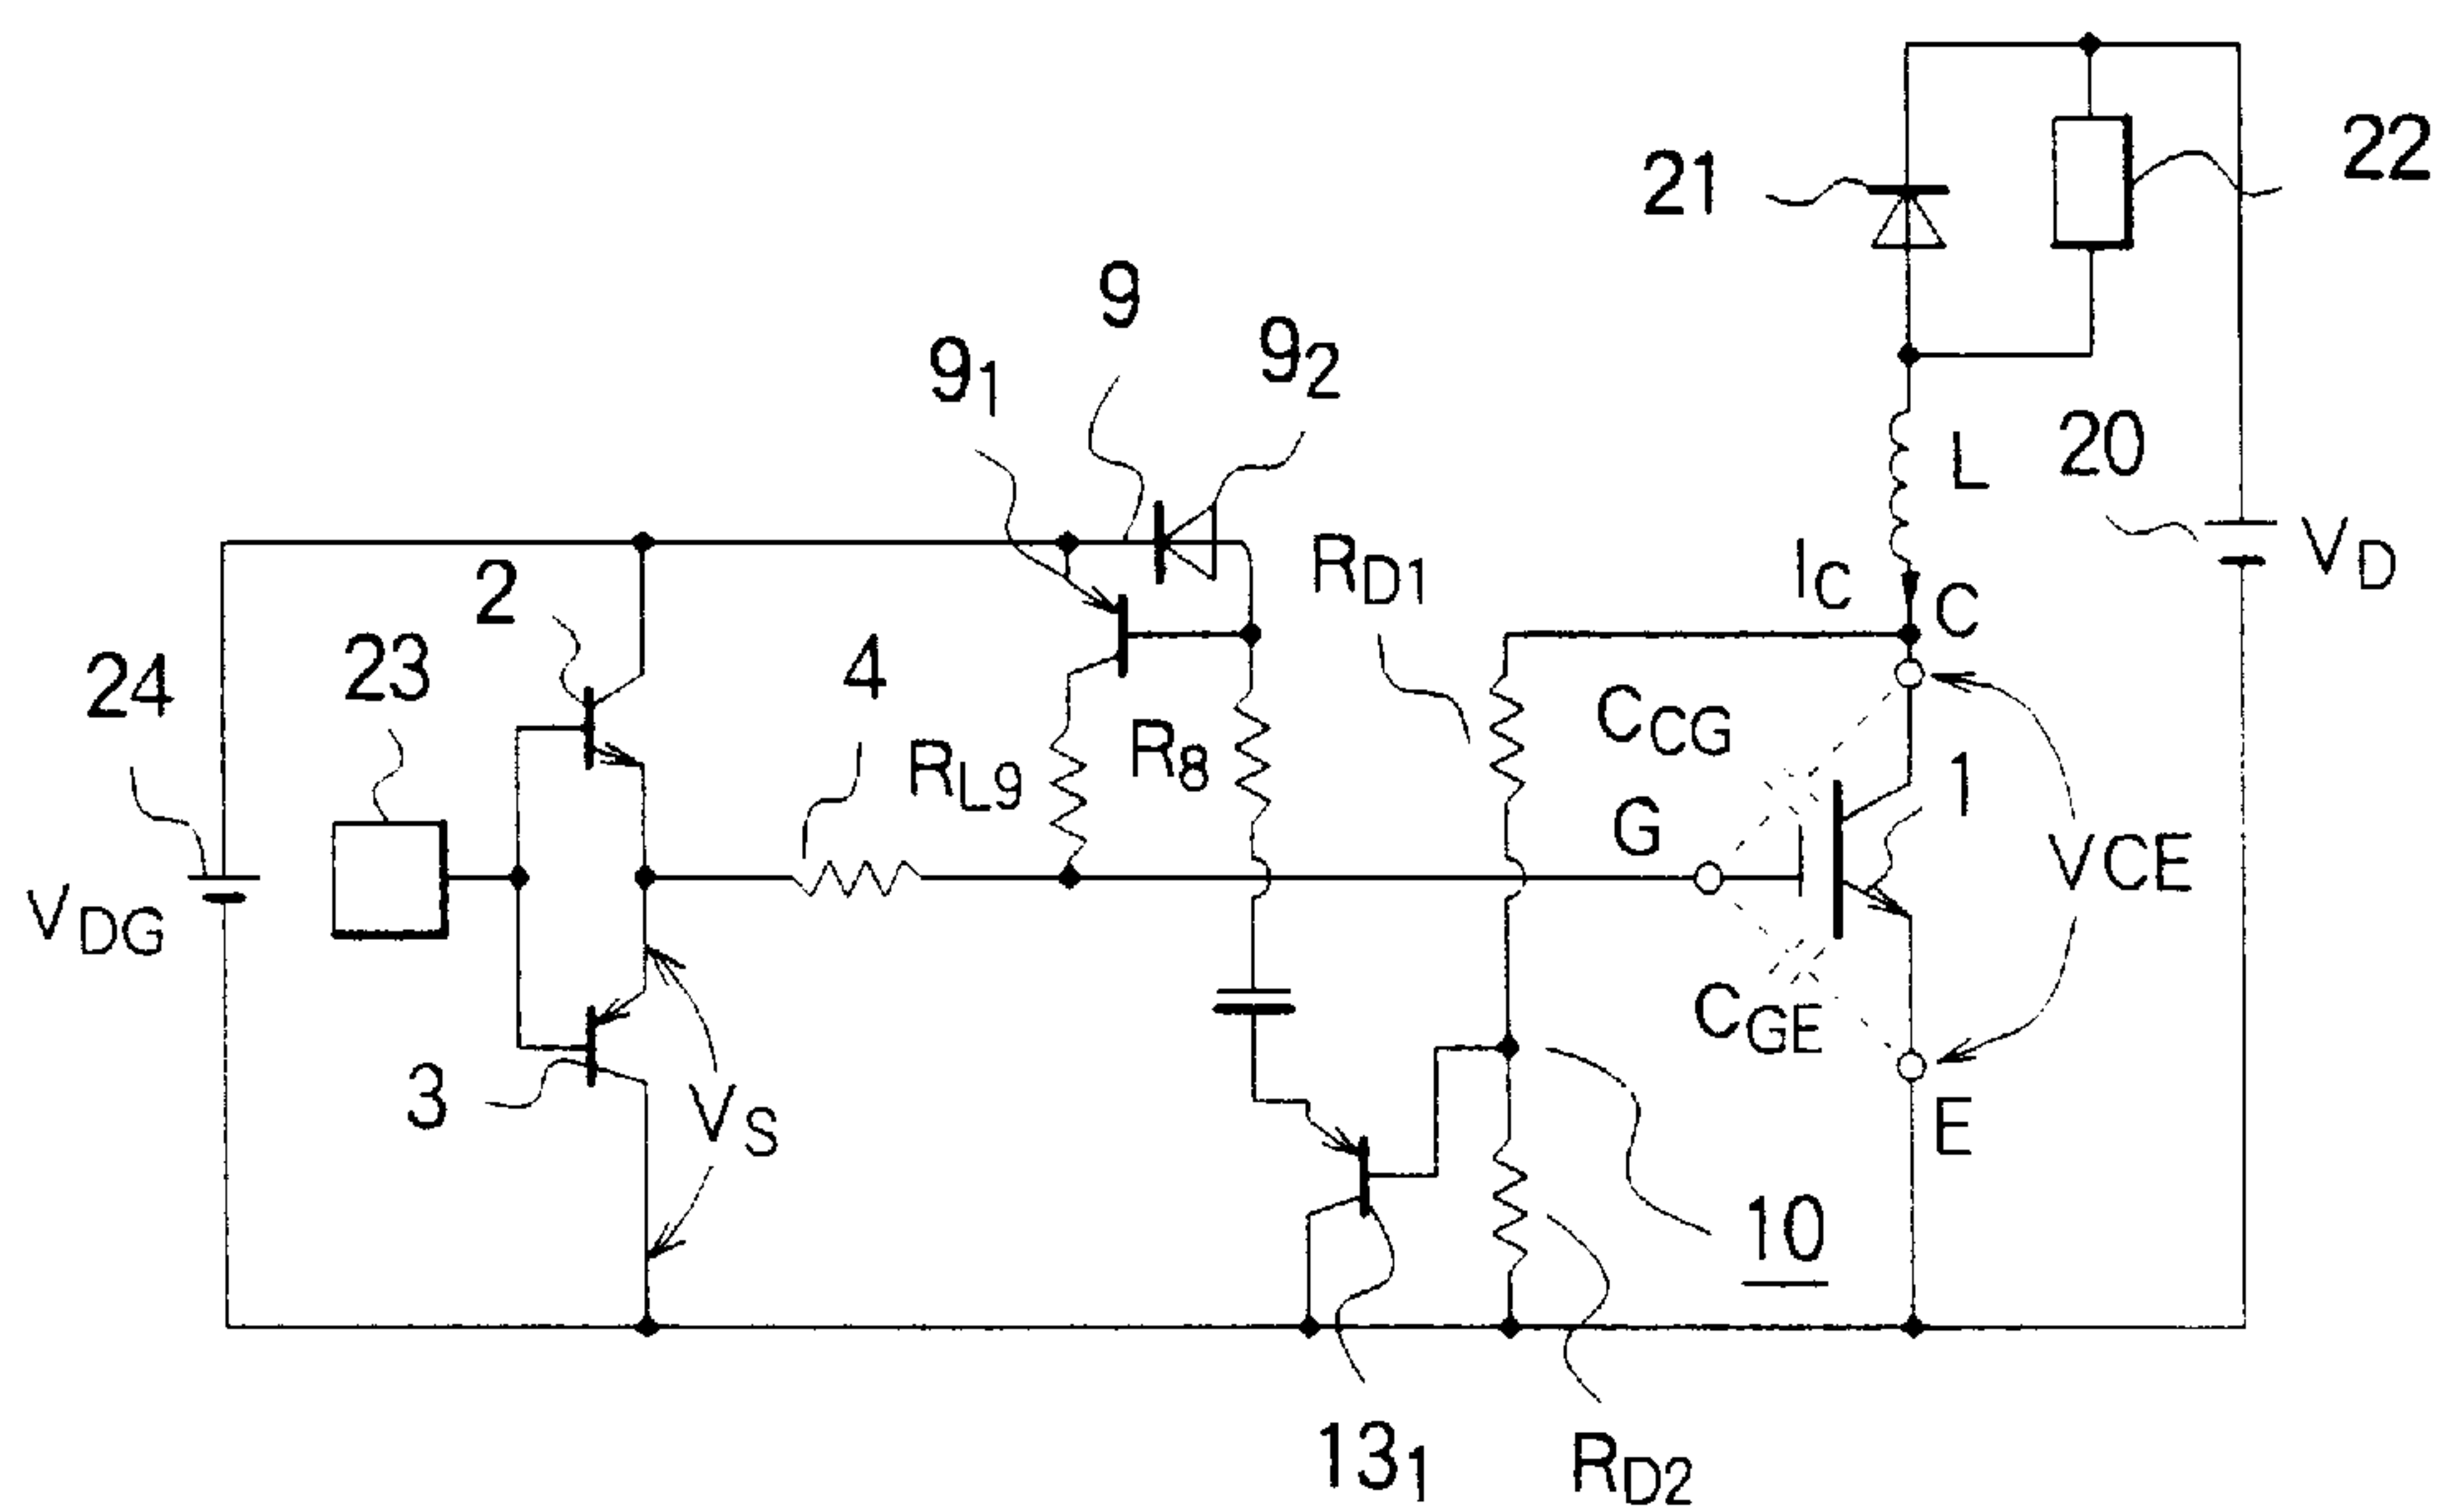 22
21
9
9₁
9₂
20
L
V_D
R_D1
I_C
C
2
23
4
24
C_CG
R_L9
R₈
G
1
VCE
V_DG
C_GE
3
V_S
E
10
13₁
R_D2